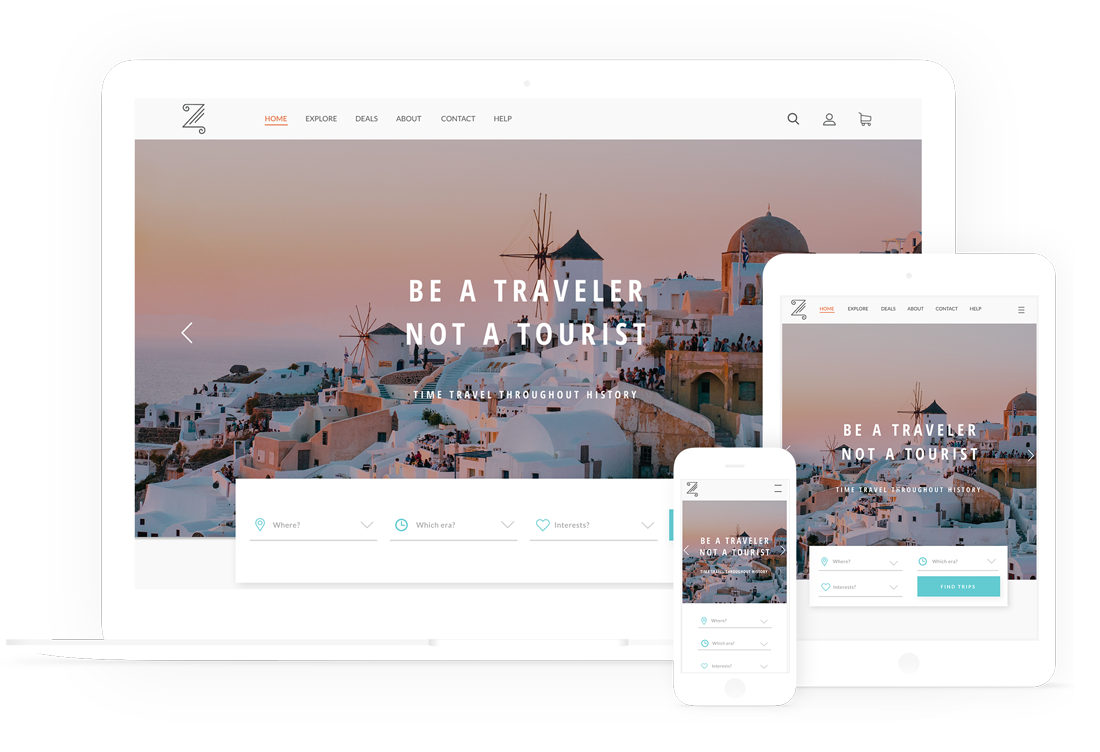 HOME EXPLORE DEALS ABOUT CONTACT HELP
BE A TRAVELER
NOT A TOURIST
TIME TRAVEL THROUGHOUT HISTORY
Where? Which era? Interests?
HOME EXPLORE DEALS ABOUT CONTACT HELP
BE A TRAVELER
NOT A TOURIST
TIME TRAVEL THROUGHOUT HISTORY
Where? Which era?
Interests? FIND TRIPS
BE A TRAVELER
NOT A TOURIST
TIME TRAVEL THROUGHOUT HISTORY
Where?
Which era?
Interests?